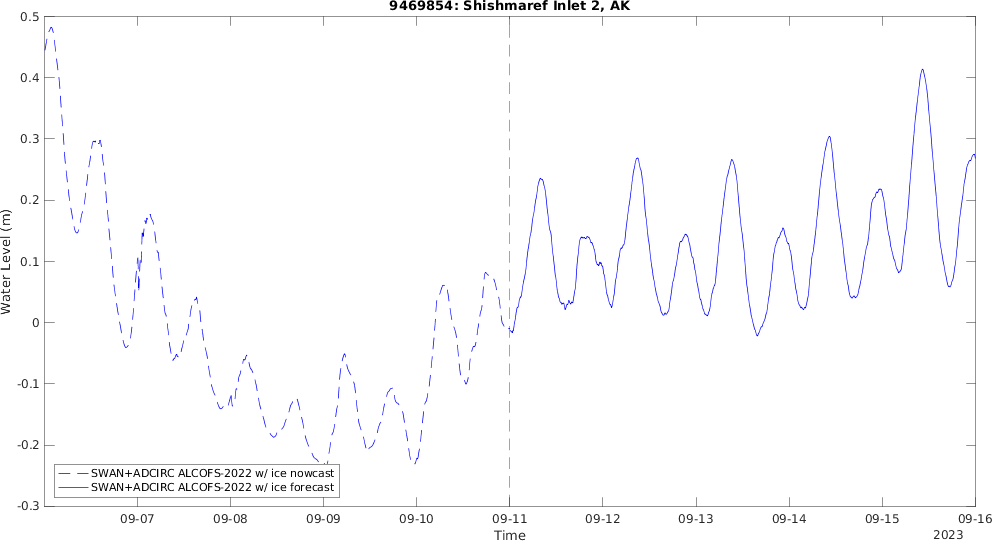 9469854: Shishmaref Inlet 2, AK
0.5
0.4
0.3
0.2
0.1
0
-0.1
-0.2
-0.3
Water Level (m)
SWAN+ADCIRC ALCOFS-2022 w/ ice nowcast
SWAN+ADCIRC ALCOFS-2022 w/ ice forecast
09-07 09-08 09-09 09-10 09-11 09-12 09-13 09-14 09-15 09-16
Time
2023